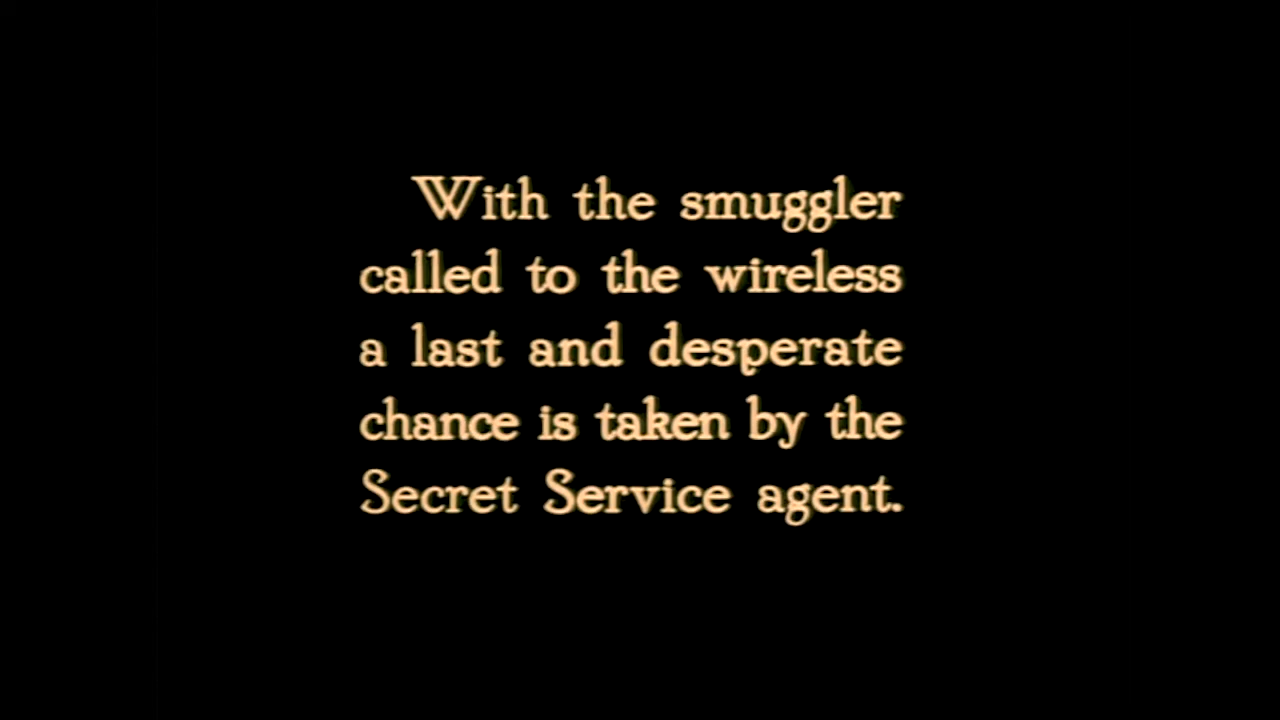 With the smuggler
called to the wireless
a last and desperate
chance is taken by the
Secret Service agent.